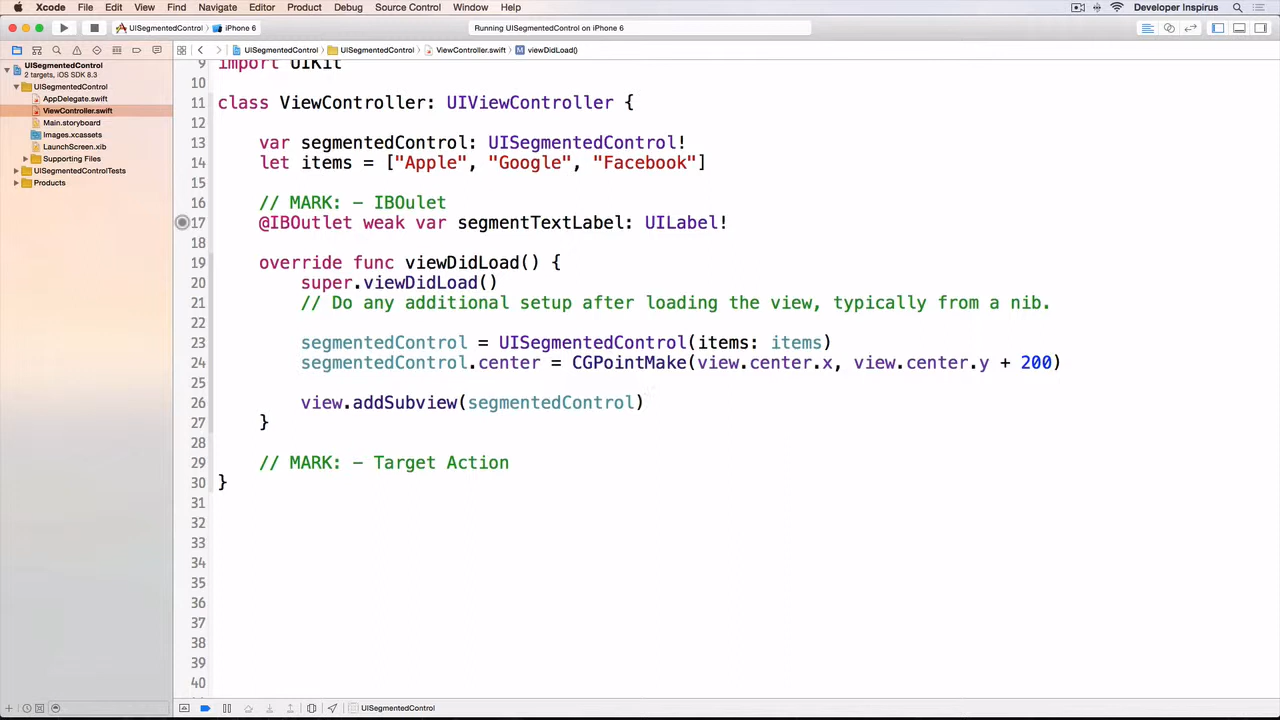 Xcode File Edit View Find Navigate Editor Product Debug Source Control Window Help Developer Inspirus
UISegmentedControl iPhone 6 Running UISegmentedControl on iPhone 6
UISegmentedControl UISegmentedControl ViewController.swift M viewDidLoad()
UISegmentedControl
2 targets, iOS SDK 8.3
UISegmentedControl
AppDelegate.swift
ViewController.swift
Main.storyboard
Images.xcassets
LaunchScreen.xib
Supporting Files
UISegmentedControlTests
Products
9 import UIKit
10
11 class ViewController: UIViewController {
12
13 var segmentedControl: UISegmentedControl!
14 let items = ["Apple", "Google", "Facebook"]
15
16 // MARK: - IBOulet
17 @IBOutlet weak var segmentTextLabel: UILabel!
18
19 override func viewDidLoad() {
20 super.viewDidLoad()
21 // Do any additional setup after loading the view, typically from a nib.
22
23 segmentedControl = UISegmentedControl(items: items)
24 segmentedControl.center = CGPointMake(view.center.x, view.center.y + 200)
25
26 view.addSubview(segmentedControl)
27 }
28
29 // MARK: - Target Action
30 }
31
32
33
34
35
36
37
38
39
40
UISegmentedControl